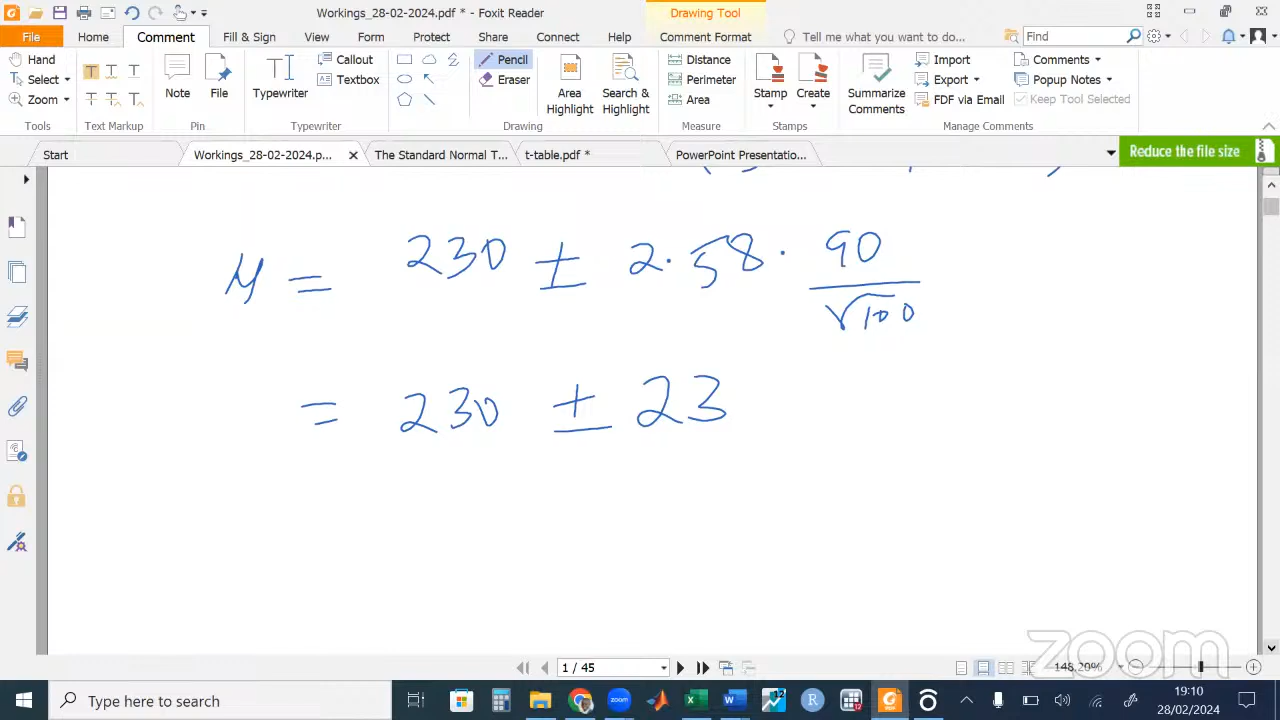 Workings_28-02-2024.pdf * - Foxit Reader
Drawing Tool
File Home Comment Fill & Sign View Form Protect Share Connect Help Comment Format Tell me what you want to do... Find
Hand
Select
Zoom
Tools
Text Markup
Note
File
Pin
Typewriter
Callout
Textbox
Typewriter
Pencil
Eraser
Drawing
Area Highlight
Search & Highlight
Distance
Perimeter
Area
Measure
Stamp
Create
Stamps
Summarize Comments
Import
Export
FDF via Email
Comments
Popup Notes
Keep Tool Selected
Manage Comments
Start
Workings_28-02-2024.p...
The Standard Normal T...
t-table.pdf *
PowerPoint Presentatio...
Reduce the file size
μ = 230 ± 2.58 · 90 / √100
= 230 ± 23
zoom
1 / 45
148.20%
Type here to search
19:10
28/02/2024